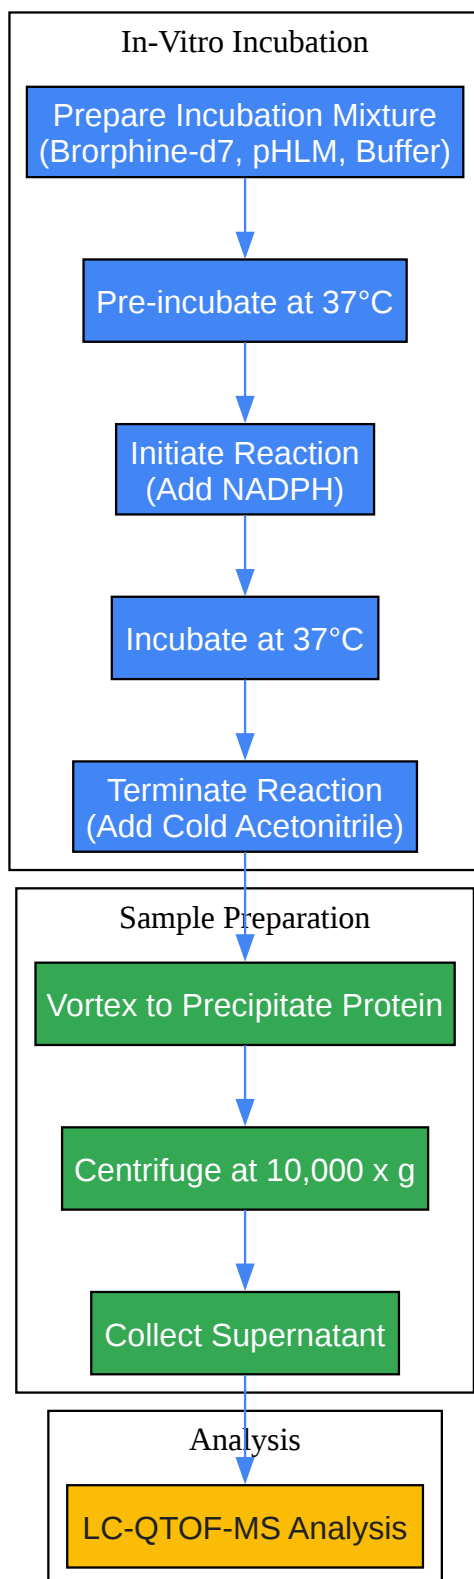 In-Vitro Incubation
Prepare Incubation Mixture
(Brorphine-d7, pHLM, Buffer)
Pre-incubate at 37°C
Initiate Reaction
(Add NADPH)
Incubate at 37°C
Terminate Reaction
(Add Cold Acetonitrile)
Sample Preparation
Vortex to Precipitate Protein
Centrifuge at 10,000 x g
Collect Supernatant
Analysis
LC-QTOF-MS Analysis